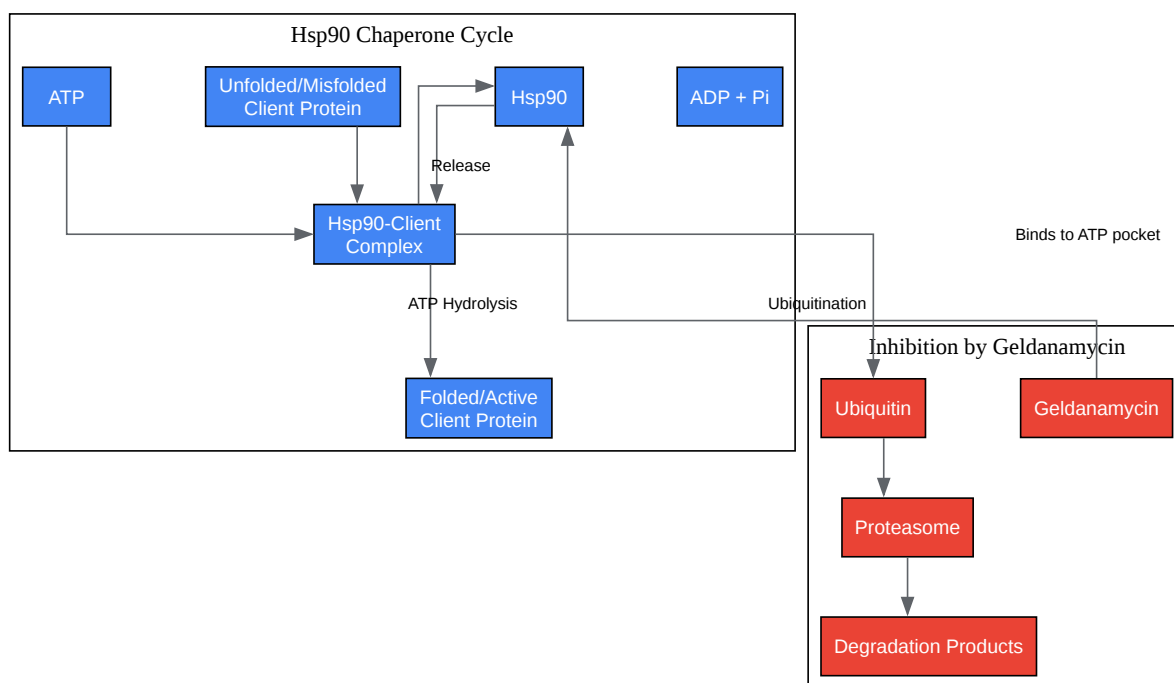 Hsp90 Chaperone Cycle
ATP
Unfolded/Misfolded
Client Protein
Hsp90
ADP + Pi
Release
Hsp90-Client
Complex
Binds to ATP pocket
ATP Hydrolysis
Ubiquitination
Inhibition by Geldanamycin
Folded/Active
Client Protein
Ubiquitin
Geldanamycin
Proteasome
Degradation Products